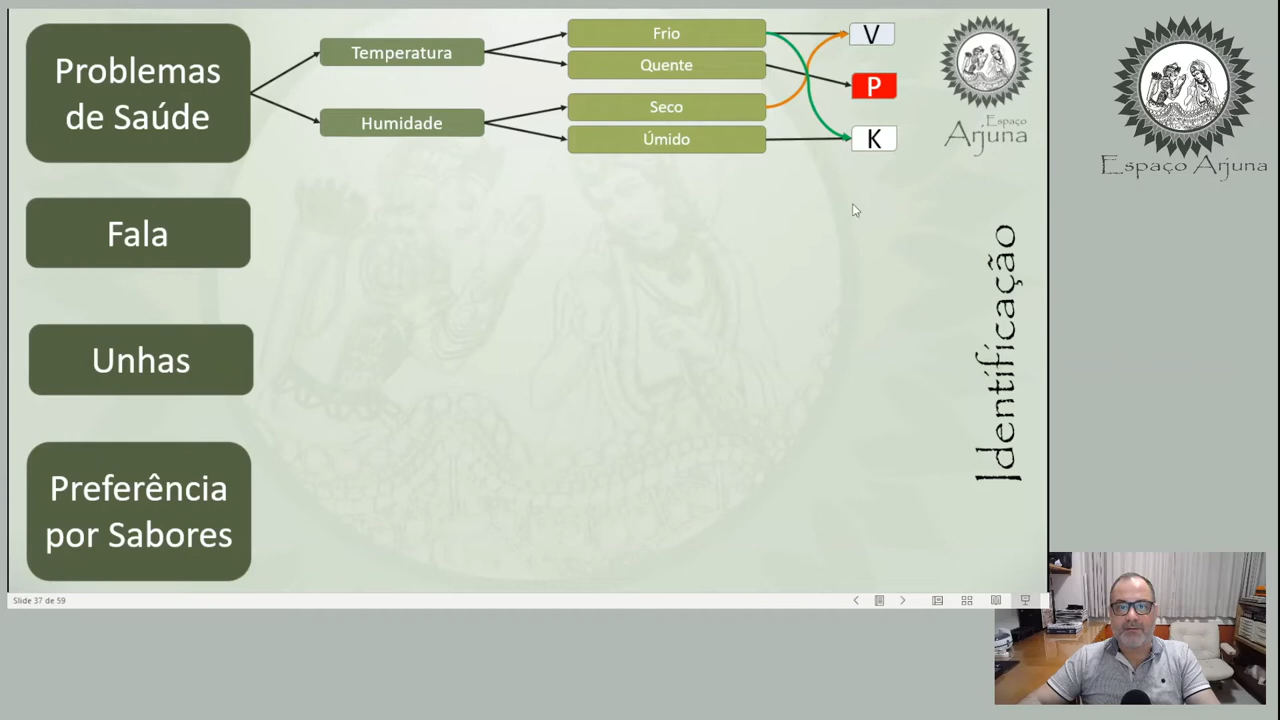 Problemas
de Saúde
Temperatura
Humidade
Frio
Quente
Seco
Úmido
V
P
K
Espaço
Arjuna
Espaço Arjuna
Fala
Unhas
Preferência
por Sabores
Identificação
Slide 37 de 59